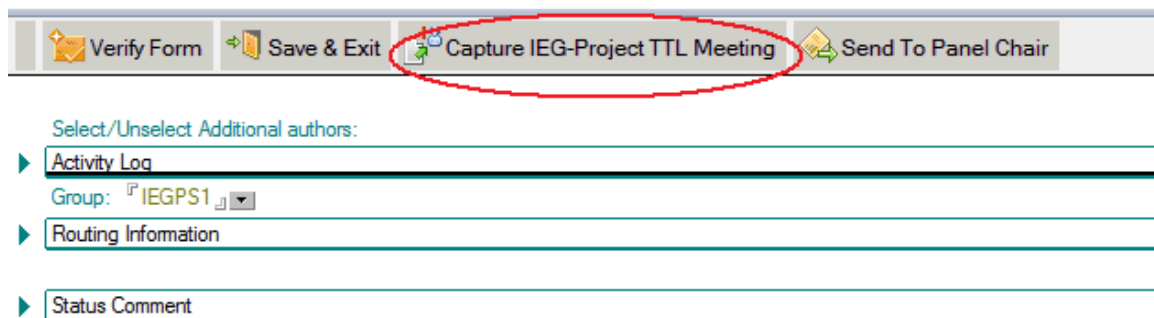 Verify Form Save & Exit Capture IEG-Project TTL Meeting Send To Panel Chair
Select/Unselect Additional authors:
Activity Log
Group: IEGPS1
Routing Information
Status Comment